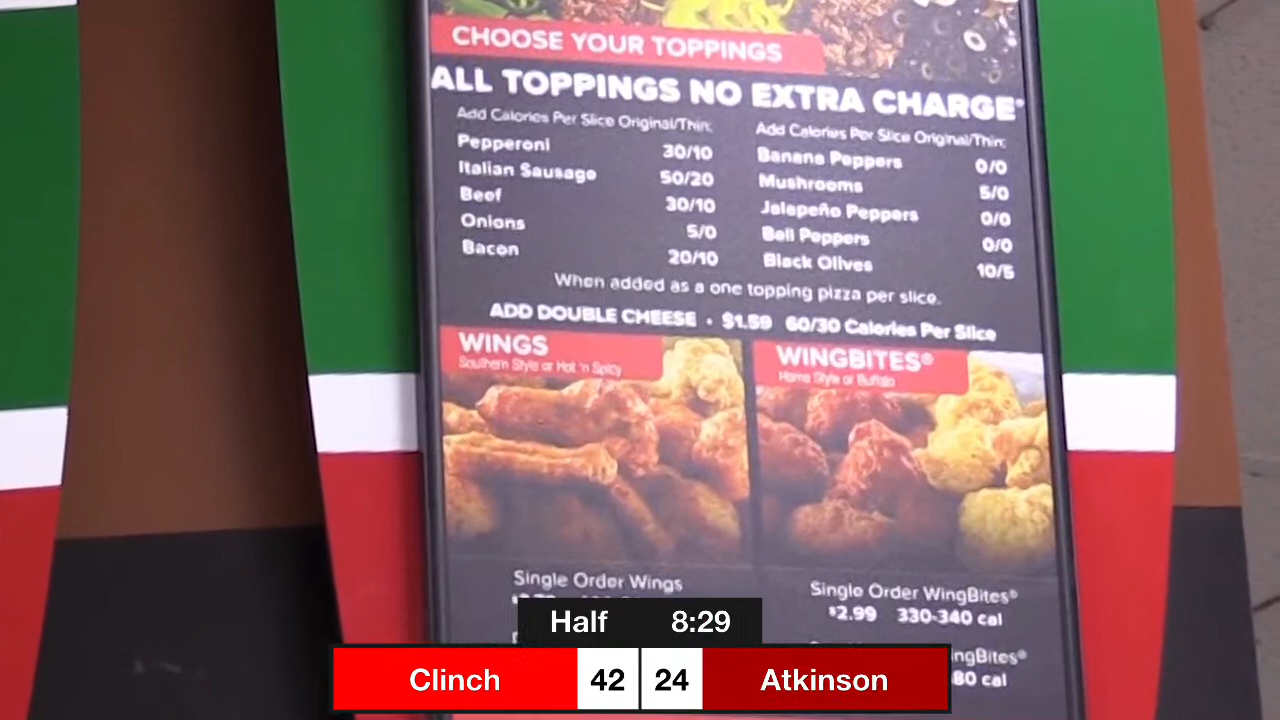 CHOOSE YOUR TOPPINGS
ALL TOPPINGS NO EXTRA CHARGE*
Add Calories Per Slice Original/Thin:
Pepperoni 30/10
Italian Sausage 50/20
Beef 30/10
Onions 5/0
Bacon 20/10
Add Calories Per Slice Original/Thin:
Banana Peppers 0/0
Mushrooms 5/0
Jalapeño Peppers 0/0
Bell Peppers 0/0
Black Olives 10/5
When added as a one topping pizza per slice.
ADD DOUBLE CHEESE • $1.59 60/30 Calories Per Slice
WINGS
Southern Style or Hot 'n Spicy
WINGBITES®
Home Style or Buffalo
Single Order Wings
Single Order WingBites®
$2.99 330-340 cal
Half 8:29
Clinch 42 24 Atkinson